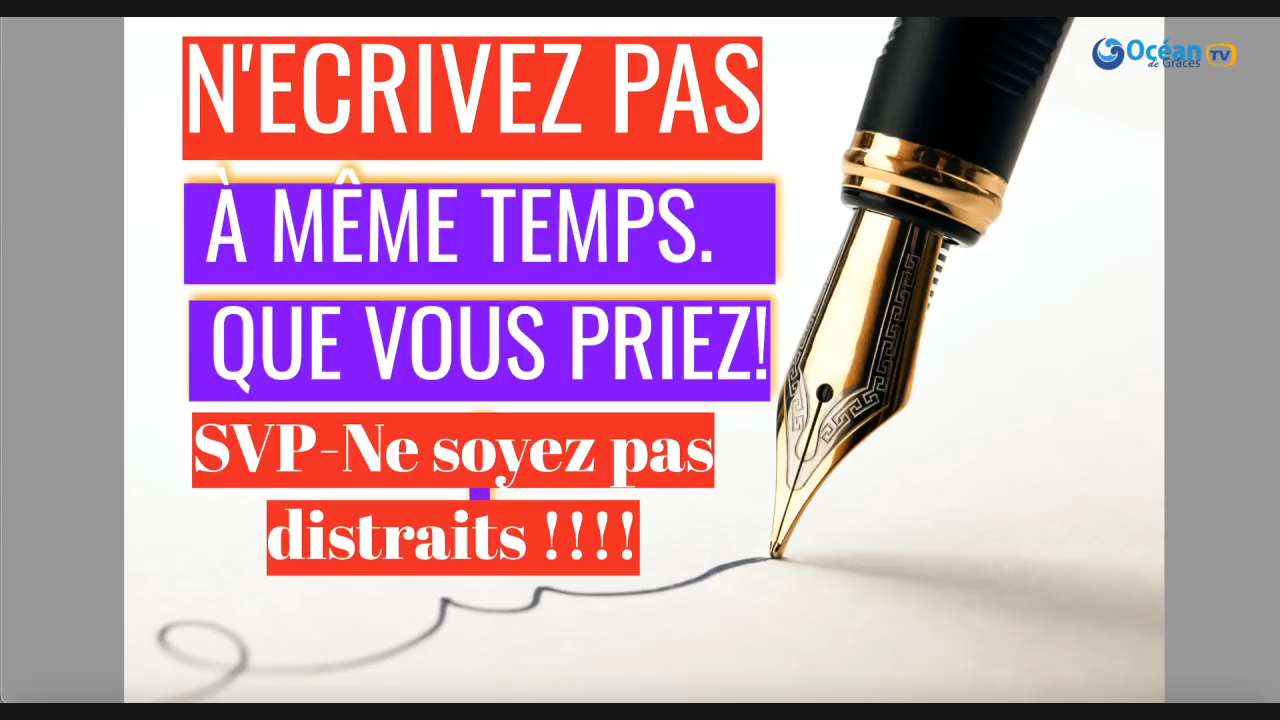 N'ECRIVEZ PAS
À MÊME TEMPS.
QUE VOUS PRIEZ!
SVP-Ne soyez pas
distraits !!!!
Océan
de Grâces
TV